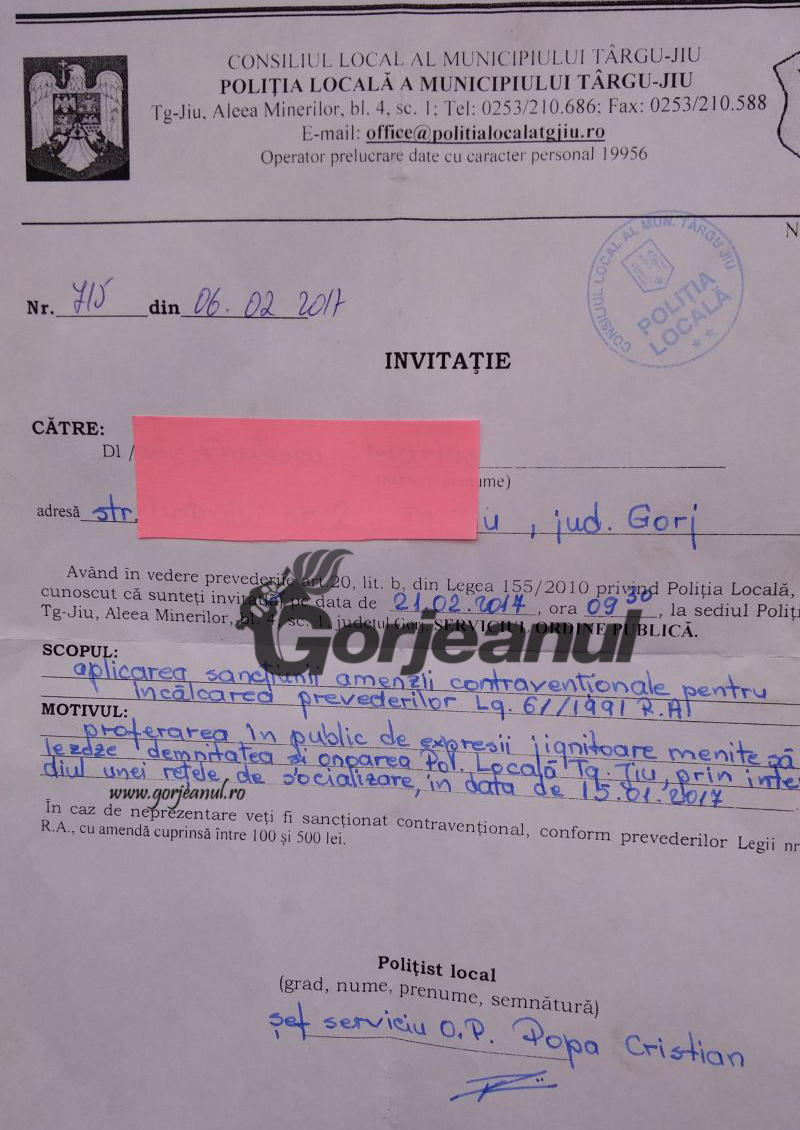 CONSILIUL LOCAL AL MUNICIPIULUI TÂRGU-JIU
POLIȚIA LOCALĂ A MUNICIPIULUI TÂRGU-JIU
Tg-Jiu, Aleea Minerilor, bl. 4, sc. 1; Tel: 0253/210.686; Fax: 0253/210.588
E-mail: office@politialocalatgjiu.ro
Operator prelucrare date cu caracter personal 19956
N
CONSILIUL LOCAL AL MUN. TÂRGU JIU
POLIȚIA
LOCALĂ
Nr. 715 din 06.02 2017
INVITAȚIE
CĂTRE:
Dl /
me)
adresă str. iu, jud. Gorj
Având în vedere prevederile art.20, lit. b, din Legea 155/2010 privind Poliția Locală,
cunoscut că sunteți invitat(ă) pe data de 21.02.2017, ora 09 30, la sediul Poliț
Tg-Jiu, Aleea Minerilor, bl. 4, sc. 1, județul Gorj, SERVICIUL ORDINE PUBLICĂ.
Gorjeanul
SCOPUL:
aplicarea sancțiunii amenzii contravenționale pentru
încălcarea prevederilor Lg. 61/1991 R.A)
MOTIVUL:
proferarea în public de expresii jignitoare menite să
lezeze demnitatea și onoarea Pol. Locală Tg. Jiu, prin inte
diul unei rețele de socializare, în data de 15.01.2017
www.gorjeanul.ro
În caz de neprezentare veți fi sancționat contravențional, conform prevederilor Legii nr
R.A., cu amendă cuprinsă între 100 și 500 lei.
Polițist local
(grad, nume, prenume, semnătură)
șef serviciu O.P. Popa Cristian